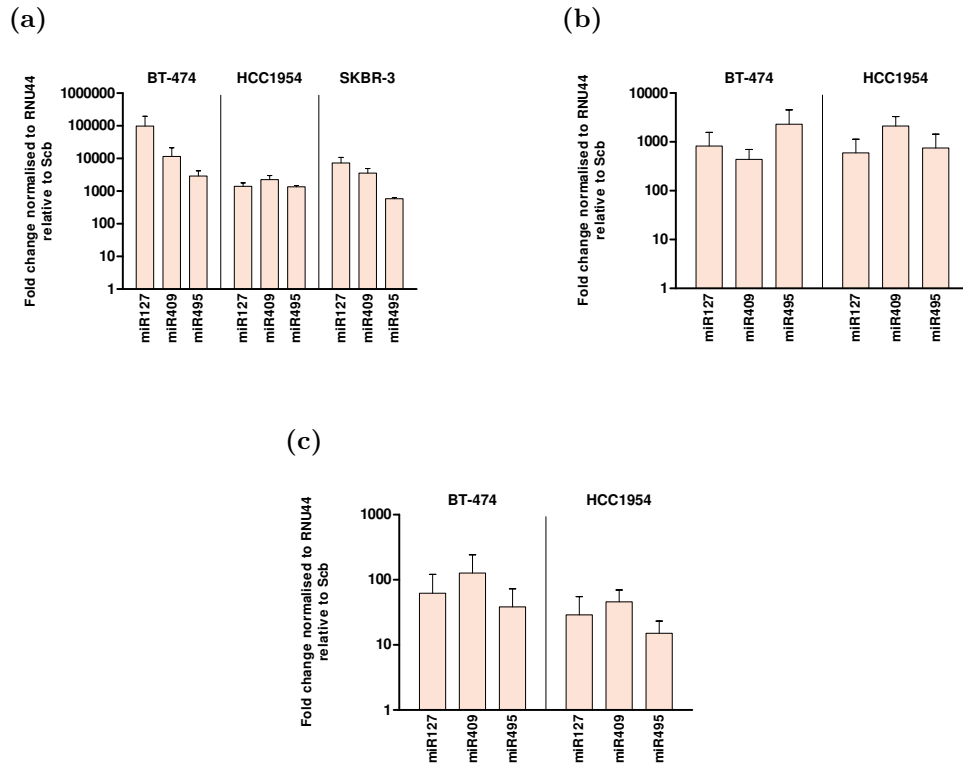 (a)
BT-474 HCC1954 SKBR-3
Fold change normalised to RNU44
relative to Scb
1000000
100000
10000
1000
100
10
1
miR127 miR409 miR495 miR127 miR409 miR495 miR127 miR409 miR495
(b)
BT-474 HCC1954
Fold change normalised to RNU44
relative to Scb
10000
1000
100
10
1
miR127 miR409 miR495 miR127 miR409 miR495
(c)
BT-474 HCC1954
Fold change normalised to RNU44
relative to Scb
1000
100
10
1
miR127 miR409 miR495 miR127 miR409 miR495